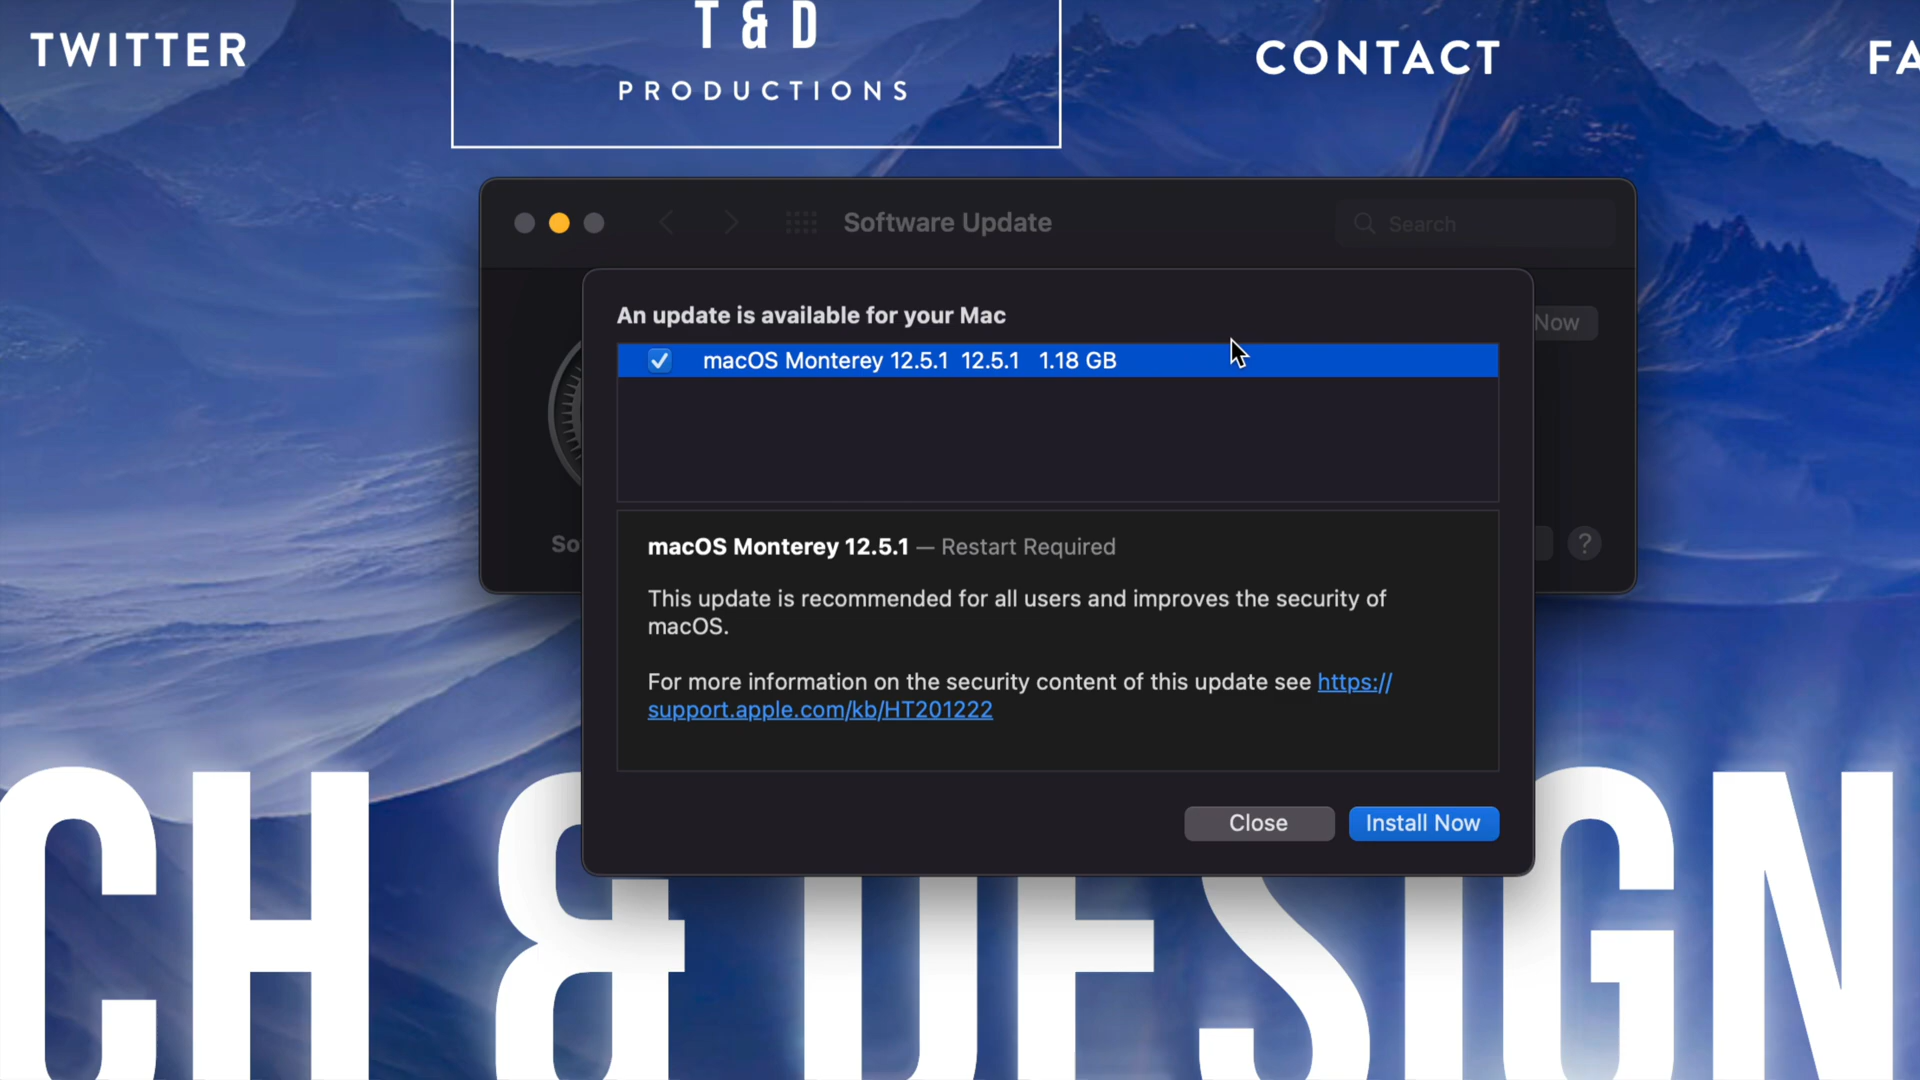 TWITTER
T & D
PRODUCTIONS
CONTACT
FA
Software Update
Search
An update is available for your Mac
Now
macOS Monterey 12.5.1 12.5.1 1.18 GB
So
?
macOS Monterey 12.5.1 — Restart Required
This update is recommended for all users and improves the security of
macOS.
For more information on the security content of this update see https://
support.apple.com/kb/HT201222
Close
Install Now
CH & DESIGN